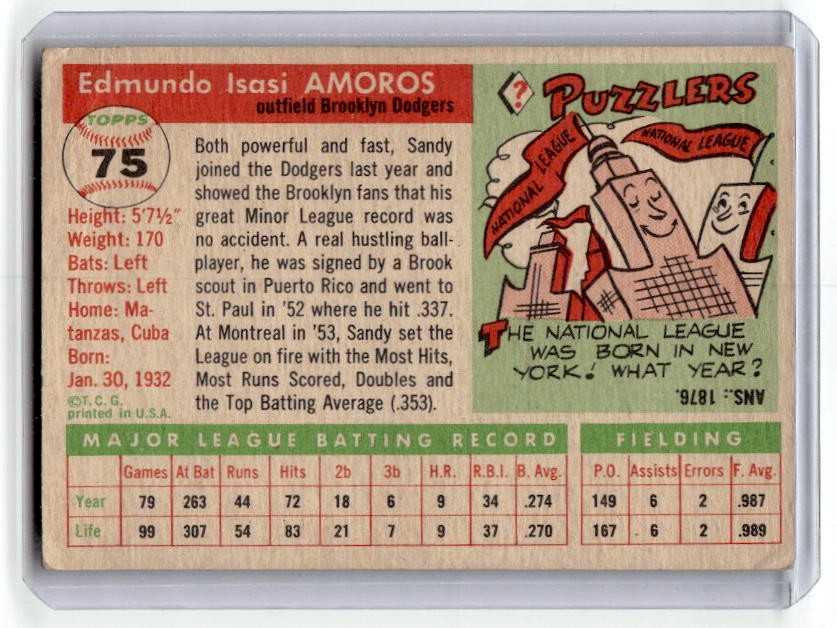 Edmundo Isasi AMOROS
outfield Brooklyn Dodgers
TOPPS
75
Height: 5'7½"
Weight: 170
Bats: Left
Throws: Left
Home: Ma-
tanzas, Cuba
Born:
Jan. 30, 1932
©T. C. G.
printed in U.S.A.
Both powerful and fast, Sandy
joined the Dodgers last year and
showed the Brooklyn fans that his
great Minor League record was
no accident. A real hustling ball-
player, he was signed by a Brook
scout in Puerto Rico and went to
St. Paul in '52 where he hit .337.
At Montreal in '53, Sandy set the
League on fire with the Most Hits,
Most Runs Scored, Doubles and
the Top Batting Average (.353).
? PUZZLERS
NATIONAL LEAGUE
NATIONAL LEAGUE
THE NATIONAL LEAGUE
WAS BORN IN NEW
YORK! WHAT YEAR?
ANS.: 1876.
MAJOR LEAGUE BATTING RECORD
Games At Bat Runs Hits 2b 3b H.R. R.B.I. B. Avg.
Year 79 263 44 72 18 6 9 34 .274
Life 99 307 54 83 21 7 9 37 .270
FIELDING
P.O. Assists Errors F. Avg.
149 6 2 .987
167 6 2 .989